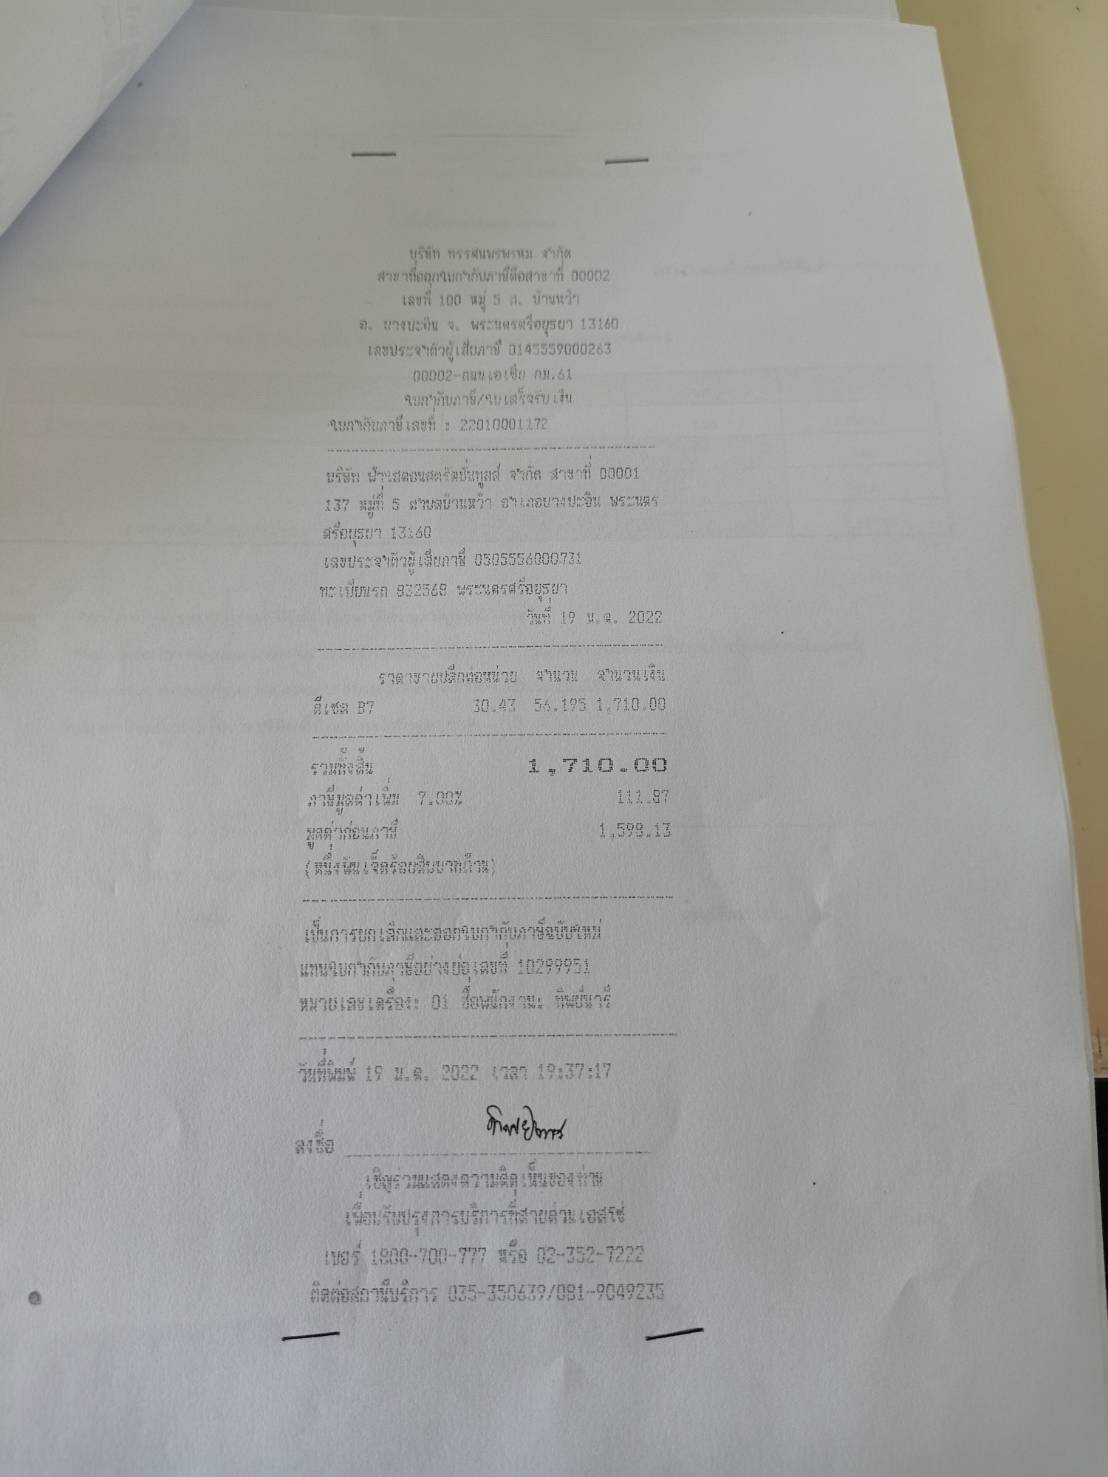 บริษัท พรรษนพรพรหม จำกัด
สาขาที่ออกใบกำกับภาษีคือสาขาที่ 00002
เลขที่ 100 หมู่ 5 ต. บ้านหว้า
อ. บางปะอิน จ. พระนครศรีอยุธยา 13160
เลขประจำตัวผู้เสียภาษี 0145559000263
00002-ถนนเอเชีย กม.61
ใบกำกับภาษี/ใบเสร็จรับเงิน
ใบกำกับภาษีเลขที่ : 22010001172
บริษัท จำกัด สาขาที่ 00001
137 หมู่ที่ 5 ตำบลบ้านหว้า อำเภอบางปะอิน พระนคร
ศรีอยุธยา 13160
เลขประจำตัวผู้เสียภาษี 0505556000731
ทะเบียนรถ 832568 พระนครศรีอยุธยา
วันที่ 19 ม.ค. 2022
ราคาขายปลีกต่อหน่วย จำนวน จำนวนเงิน
ดีเซล B7 30.43 56.195 1,710.00
รวมทั้งสิ้น 1,710.00
ภาษีมูลค่าเพิ่ม 7.00% 111.87
มูลค่าก่อนภาษี 1,598.13
(หนึ่งพันเจ็ดร้อยสิบบาทถ้วน)
เป็นการยกเลิกและออกใบกำกับภาษีฉบับใหม่
แทนใบกำกับภาษีอย่างย่อเลขที่ 10299951
หมายเลขเครื่อง: 01 ชื่อพนักงาน: ทิพย์นารี
วันที่พิมพ์ 19 ม.ค. 2022 เวลา 19:37:17
ลงชื่อ
เชิญร่วมแสดงความคิดเห็นของท่าน
เพื่อปรับปรุงการบริการที่สายด่วนเอสโซ่
เบอร์ 1800-700-777 หรือ 02-352-7222
ติดต่อสถานีบริการ 035-350639/081-9049235